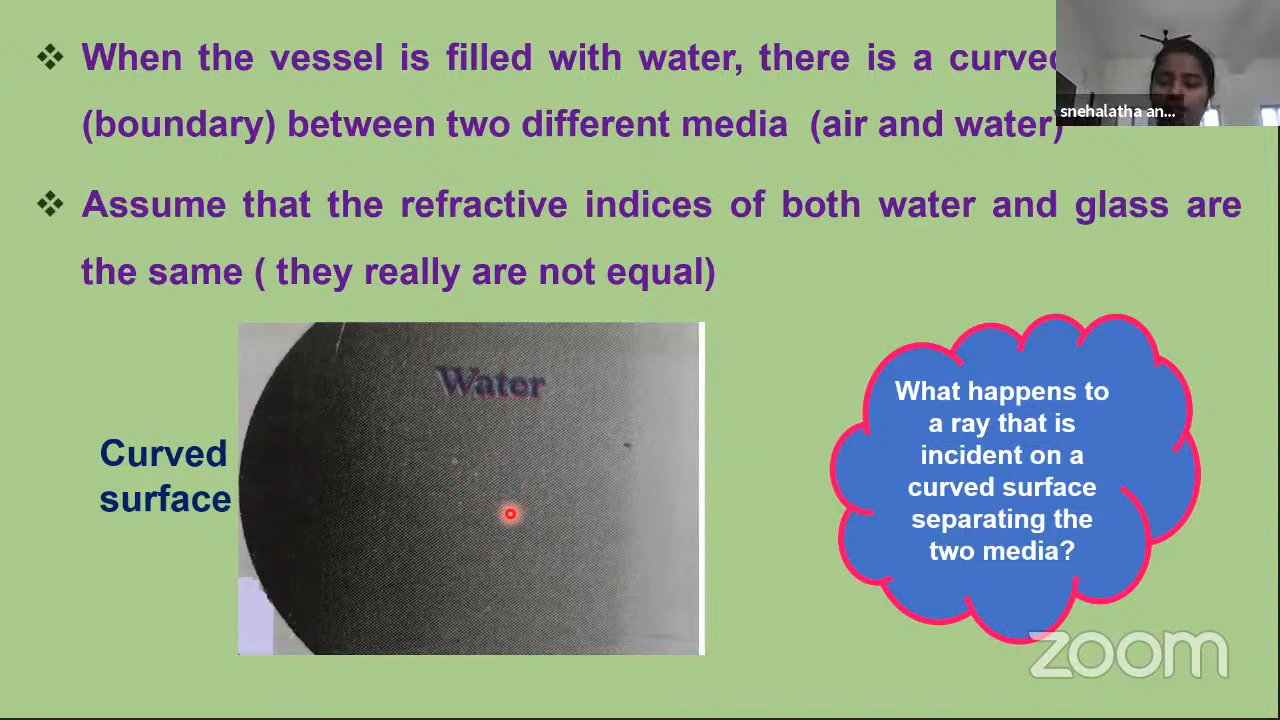 When the vessel is filled with water, there is a curved
(boundary) between two different media (air and water)
Assume that the refractive indices of both water and glass are
the same ( they really are not equal)
Water
Curved
surface
What happens to
a ray that is
incident on a
curved surface
separating the
two media?
snehalatha an...
zoom